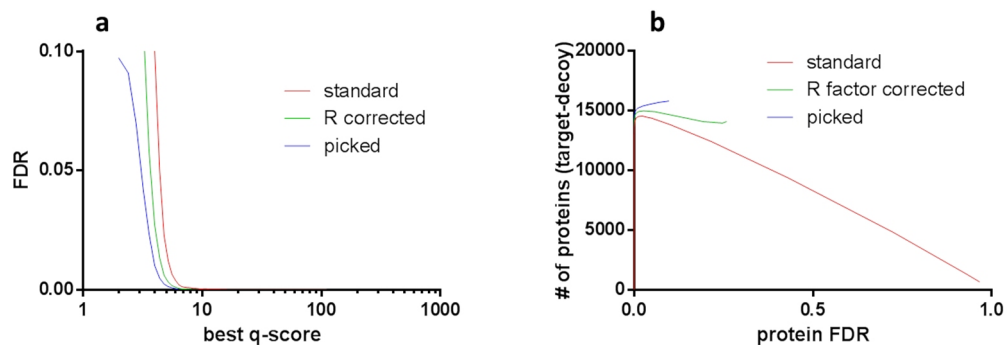 a
FDR
0.10
0.05
0.00
1
10
100
1000
best q-score
standard
R corrected
picked
b
# of proteins (target-decoy)
20000
15000
10000
5000
0
0.0
0.5
1.0
protein FDR
standard
R factor corrected
picked